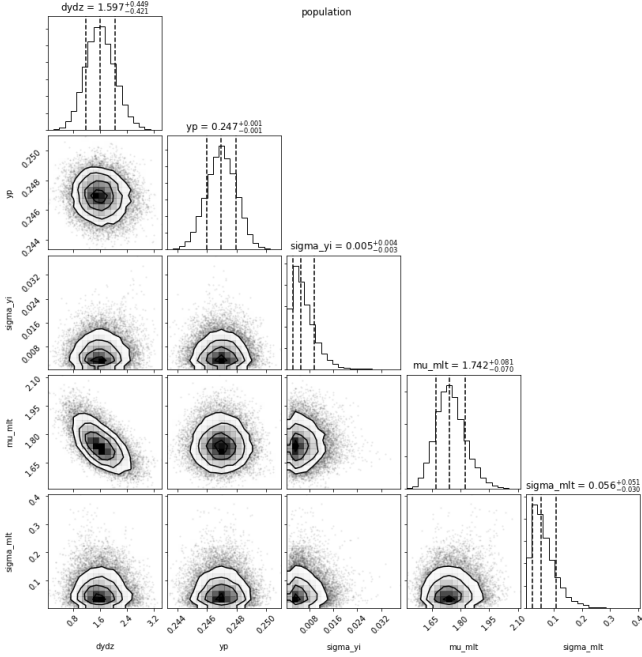 dydz = 1.597+0.449 −0.421
population
yp = 0.247+0.001 −0.001
0.250
0.248
0.246
0.244
yp
sigma_yi = 0.005+0.004 −0.003
0.032
0.024
0.016
0.008
sigma_yi
mu_mlt = 1.742+0.081 −0.070
2.10
1.95
1.80
1.65
mu_mlt
sigma_mlt = 0.056+0.051 −0.030
0.4
0.3
0.2
0.1
sigma_mlt
0.8 1.6 2.4 3.2 0.244 0.246 0.248 0.250 0.008 0.016 0.024 0.032 1.65 1.80 1.95 2.10 0.1 0.2 0.3 0.4
dydz yp sigma_yi mu_mlt sigma_mlt